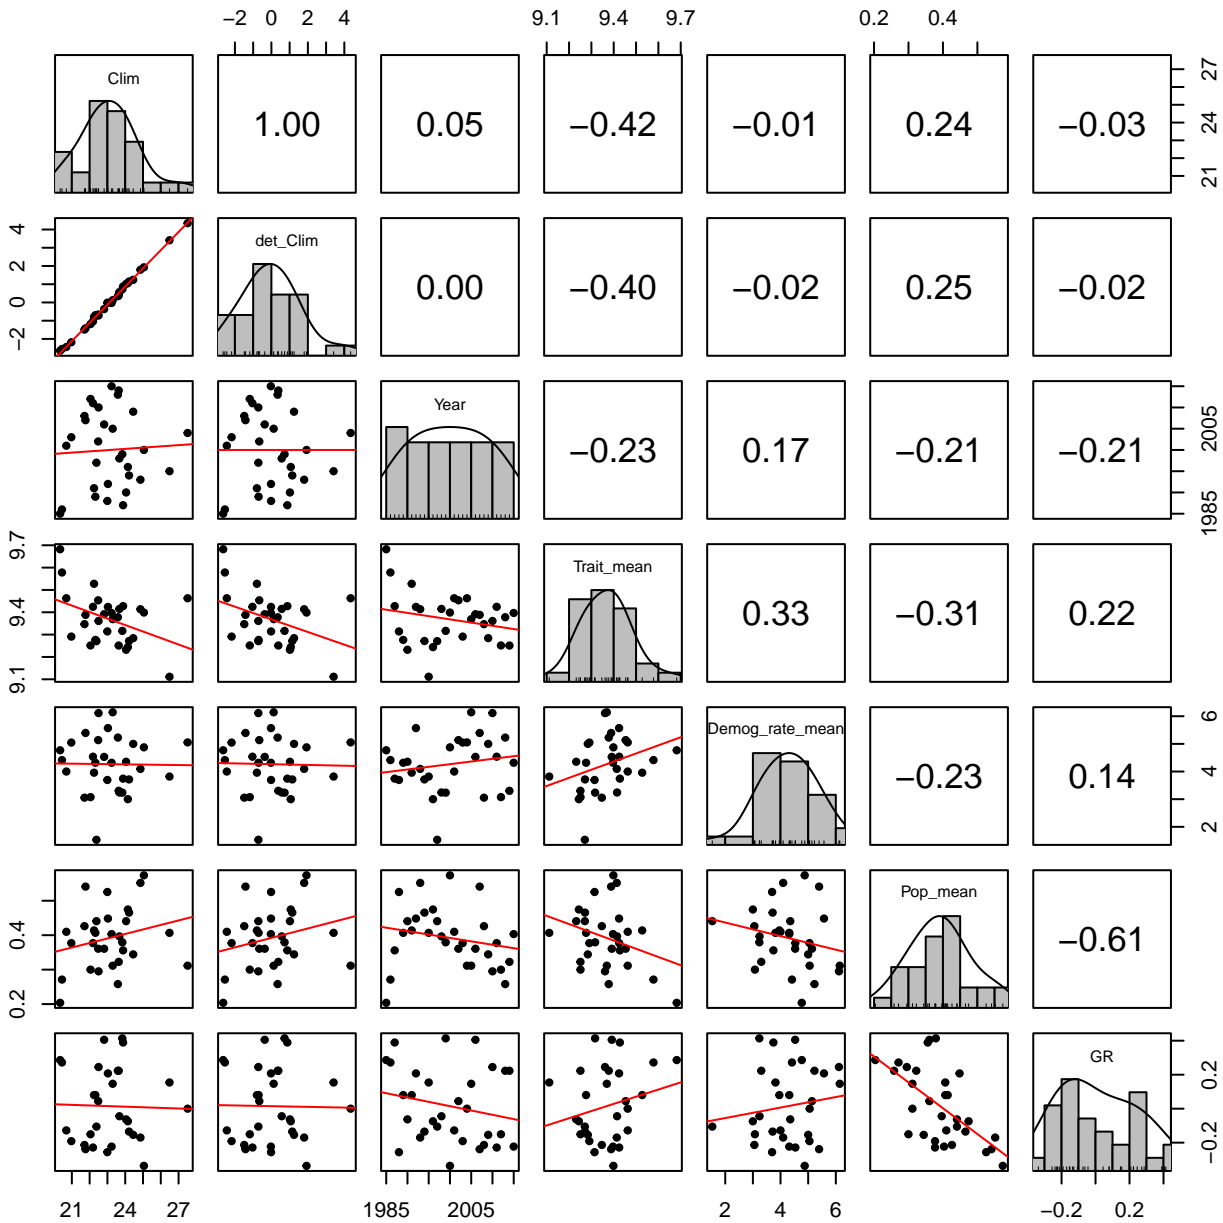 −2 0 2 4 9.1 9.4 9.7 0.2 0.4
Clim 1.00 0.05 −0.42 −0.01 0.24 −0.03 21 24 27
−2 0 2 4 det_Clim 0.00 −0.40 −0.02 0.25 −0.02
Year −0.23 0.17 −0.21 −0.21 1985 2005
9.1 9.4 9.7 Trait_mean 0.33 −0.31 0.22
Demog_rate_mean −0.23 0.14 2 4 6
0.2 0.4 Pop_mean −0.61
GR −0.2 0.2
21 24 27 1985 2005 2 4 6 −0.2 0.2